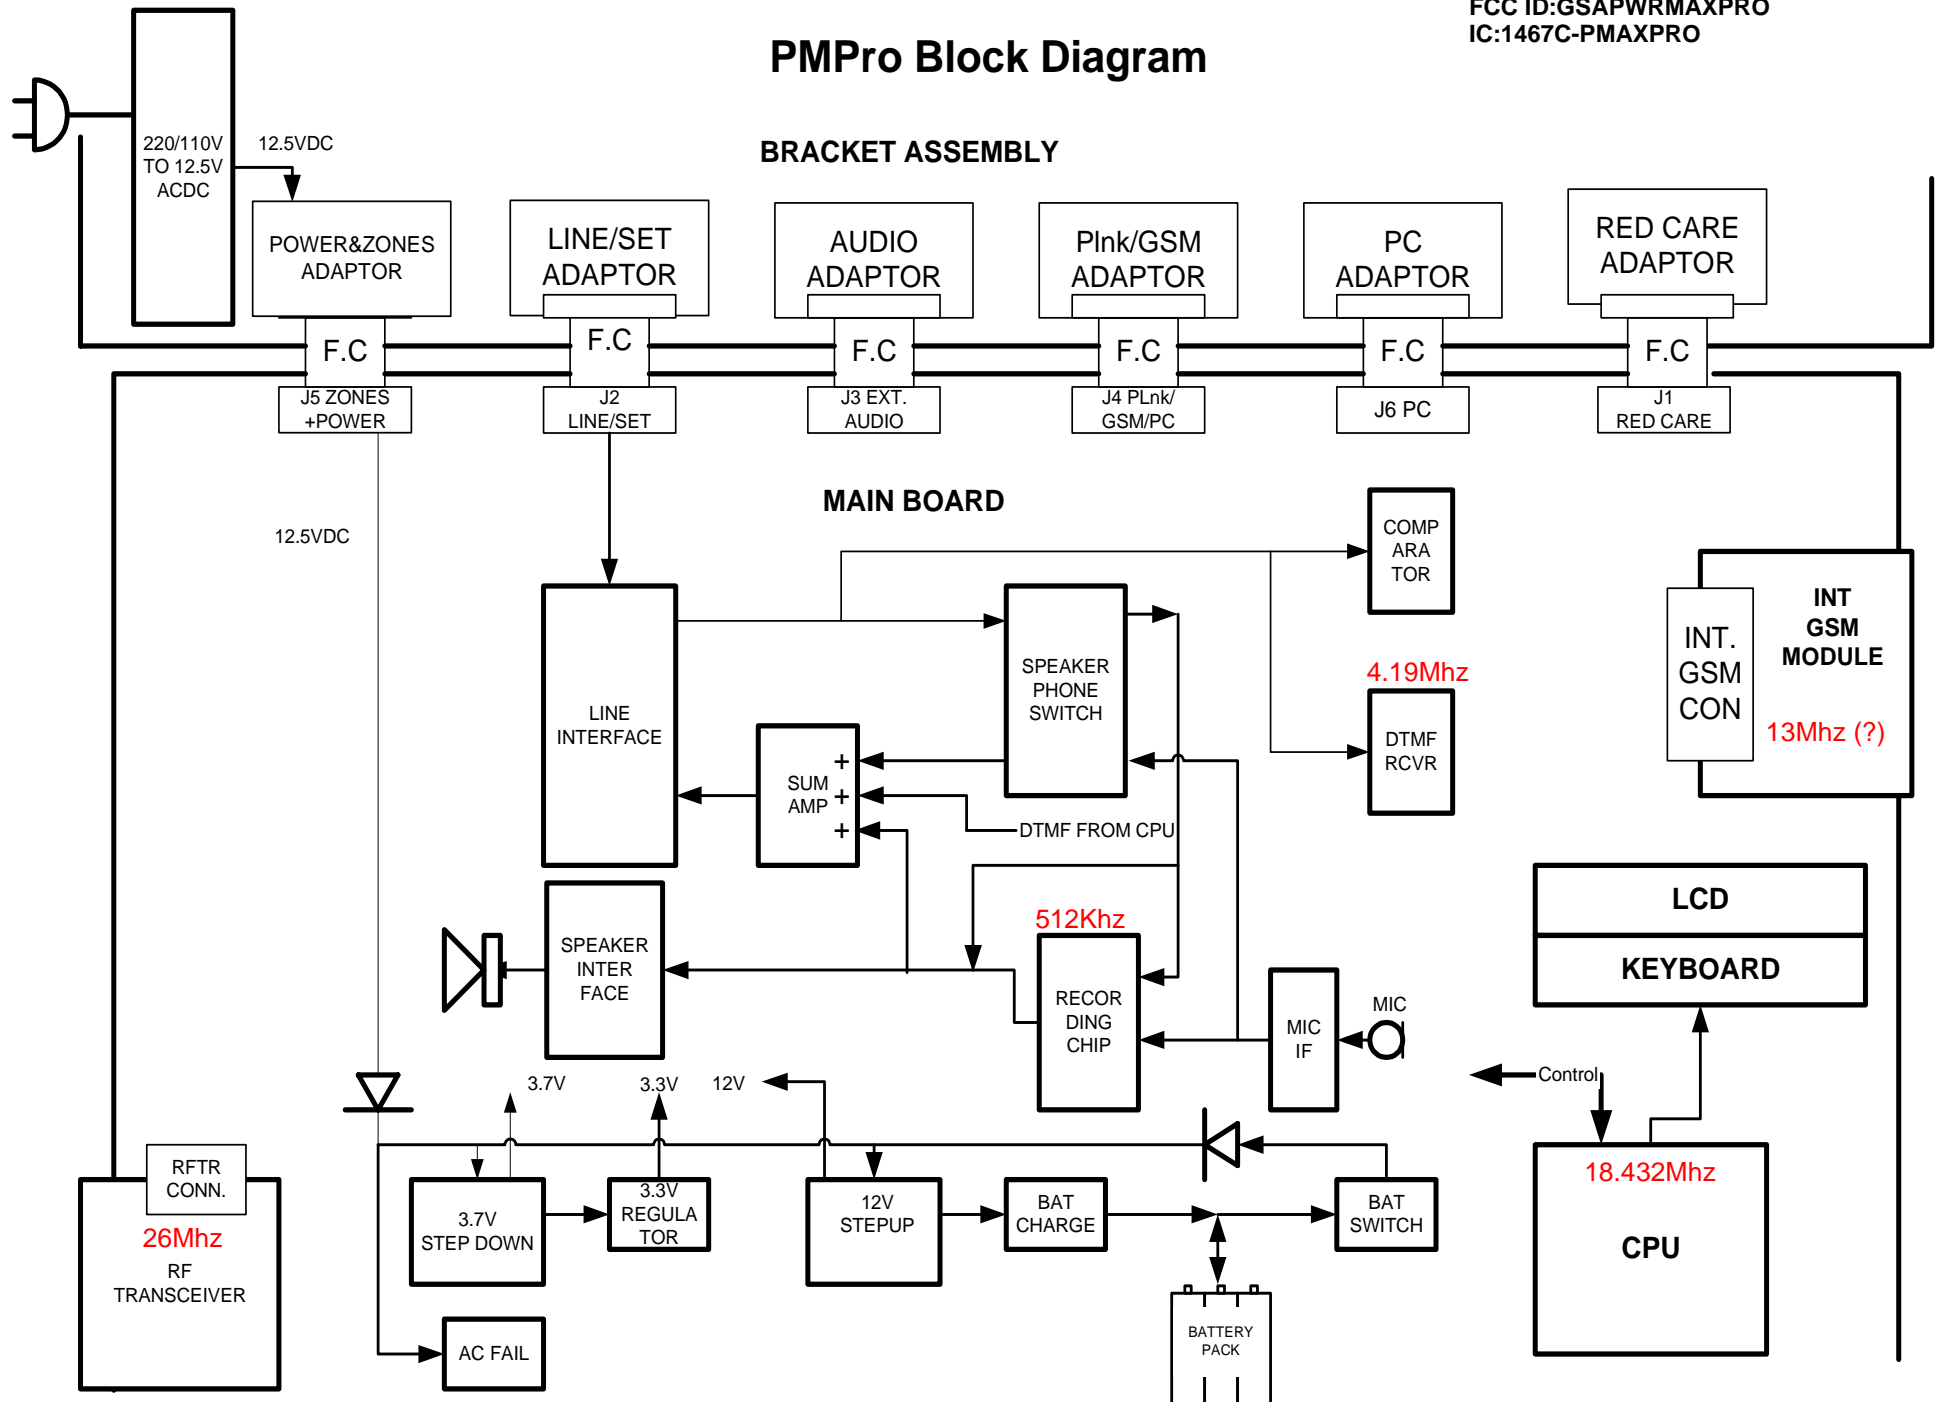 FCC ID:GSAPWRMAXPRO
IC:1467C-PMAXPRO
PMPro Block Diagram
BRACKET ASSEMBLY
220/110V
TO 12.5V
ACDC
12.5VDC
POWER&ZONES
ADAPTOR
LINE/SET
ADAPTOR
AUDIO
ADAPTOR
Plnk/GSM
ADAPTOR
PC
ADAPTOR
RED CARE
ADAPTOR
F.C
F.C
F.C
F.C
F.C
F.C
J5 ZONES
+POWER
J2
LINE/SET
J3 EXT.
AUDIO
J4 PLnk/
GSM/PC
J6 PC
J1
RED CARE
MAIN BOARD
12.5VDC
COMP
ARA
TOR
INT
GSM
MODULE
INT.
GSM
CON
13Mhz (?)
SPEAKER
PHONE
SWITCH
4.19Mhz
DTMF
RCVR
LINE
INTERFACE
SUM
AMP
+
+
+
DTMF FROM CPU
LCD
KEYBOARD
512Khz
SPEAKER
INTER
FACE
RECOR
DING
CHIP
MIC
IF
MIC
Control
3.7V
3.3V
12V
RFTR
CONN.
26Mhz
RF
TRANSCEIVER
3.7V
STEP DOWN
3.3V
REGULA
TOR
12V
STEPUP
BAT
CHARGE
BAT
SWITCH
18.432Mhz
CPU
AC FAIL
BATTERY
PACK